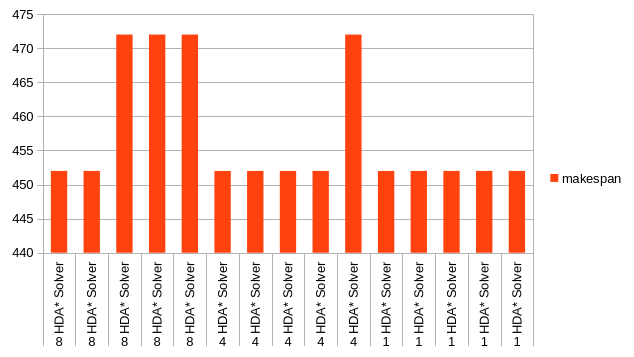 475
470
465
460
455
450
445
440
makespan
8 HDA* Solver
8 HDA* Solver
8 HDA* Solver
8 HDA* Solver
8 HDA* Solver
4 HDA* Solver
4 HDA* Solver
4 HDA* Solver
4 HDA* Solver
4 HDA* Solver
1 HDA* Solver
1 HDA* Solver
1 HDA* Solver
1 HDA* Solver
1 HDA* Solver